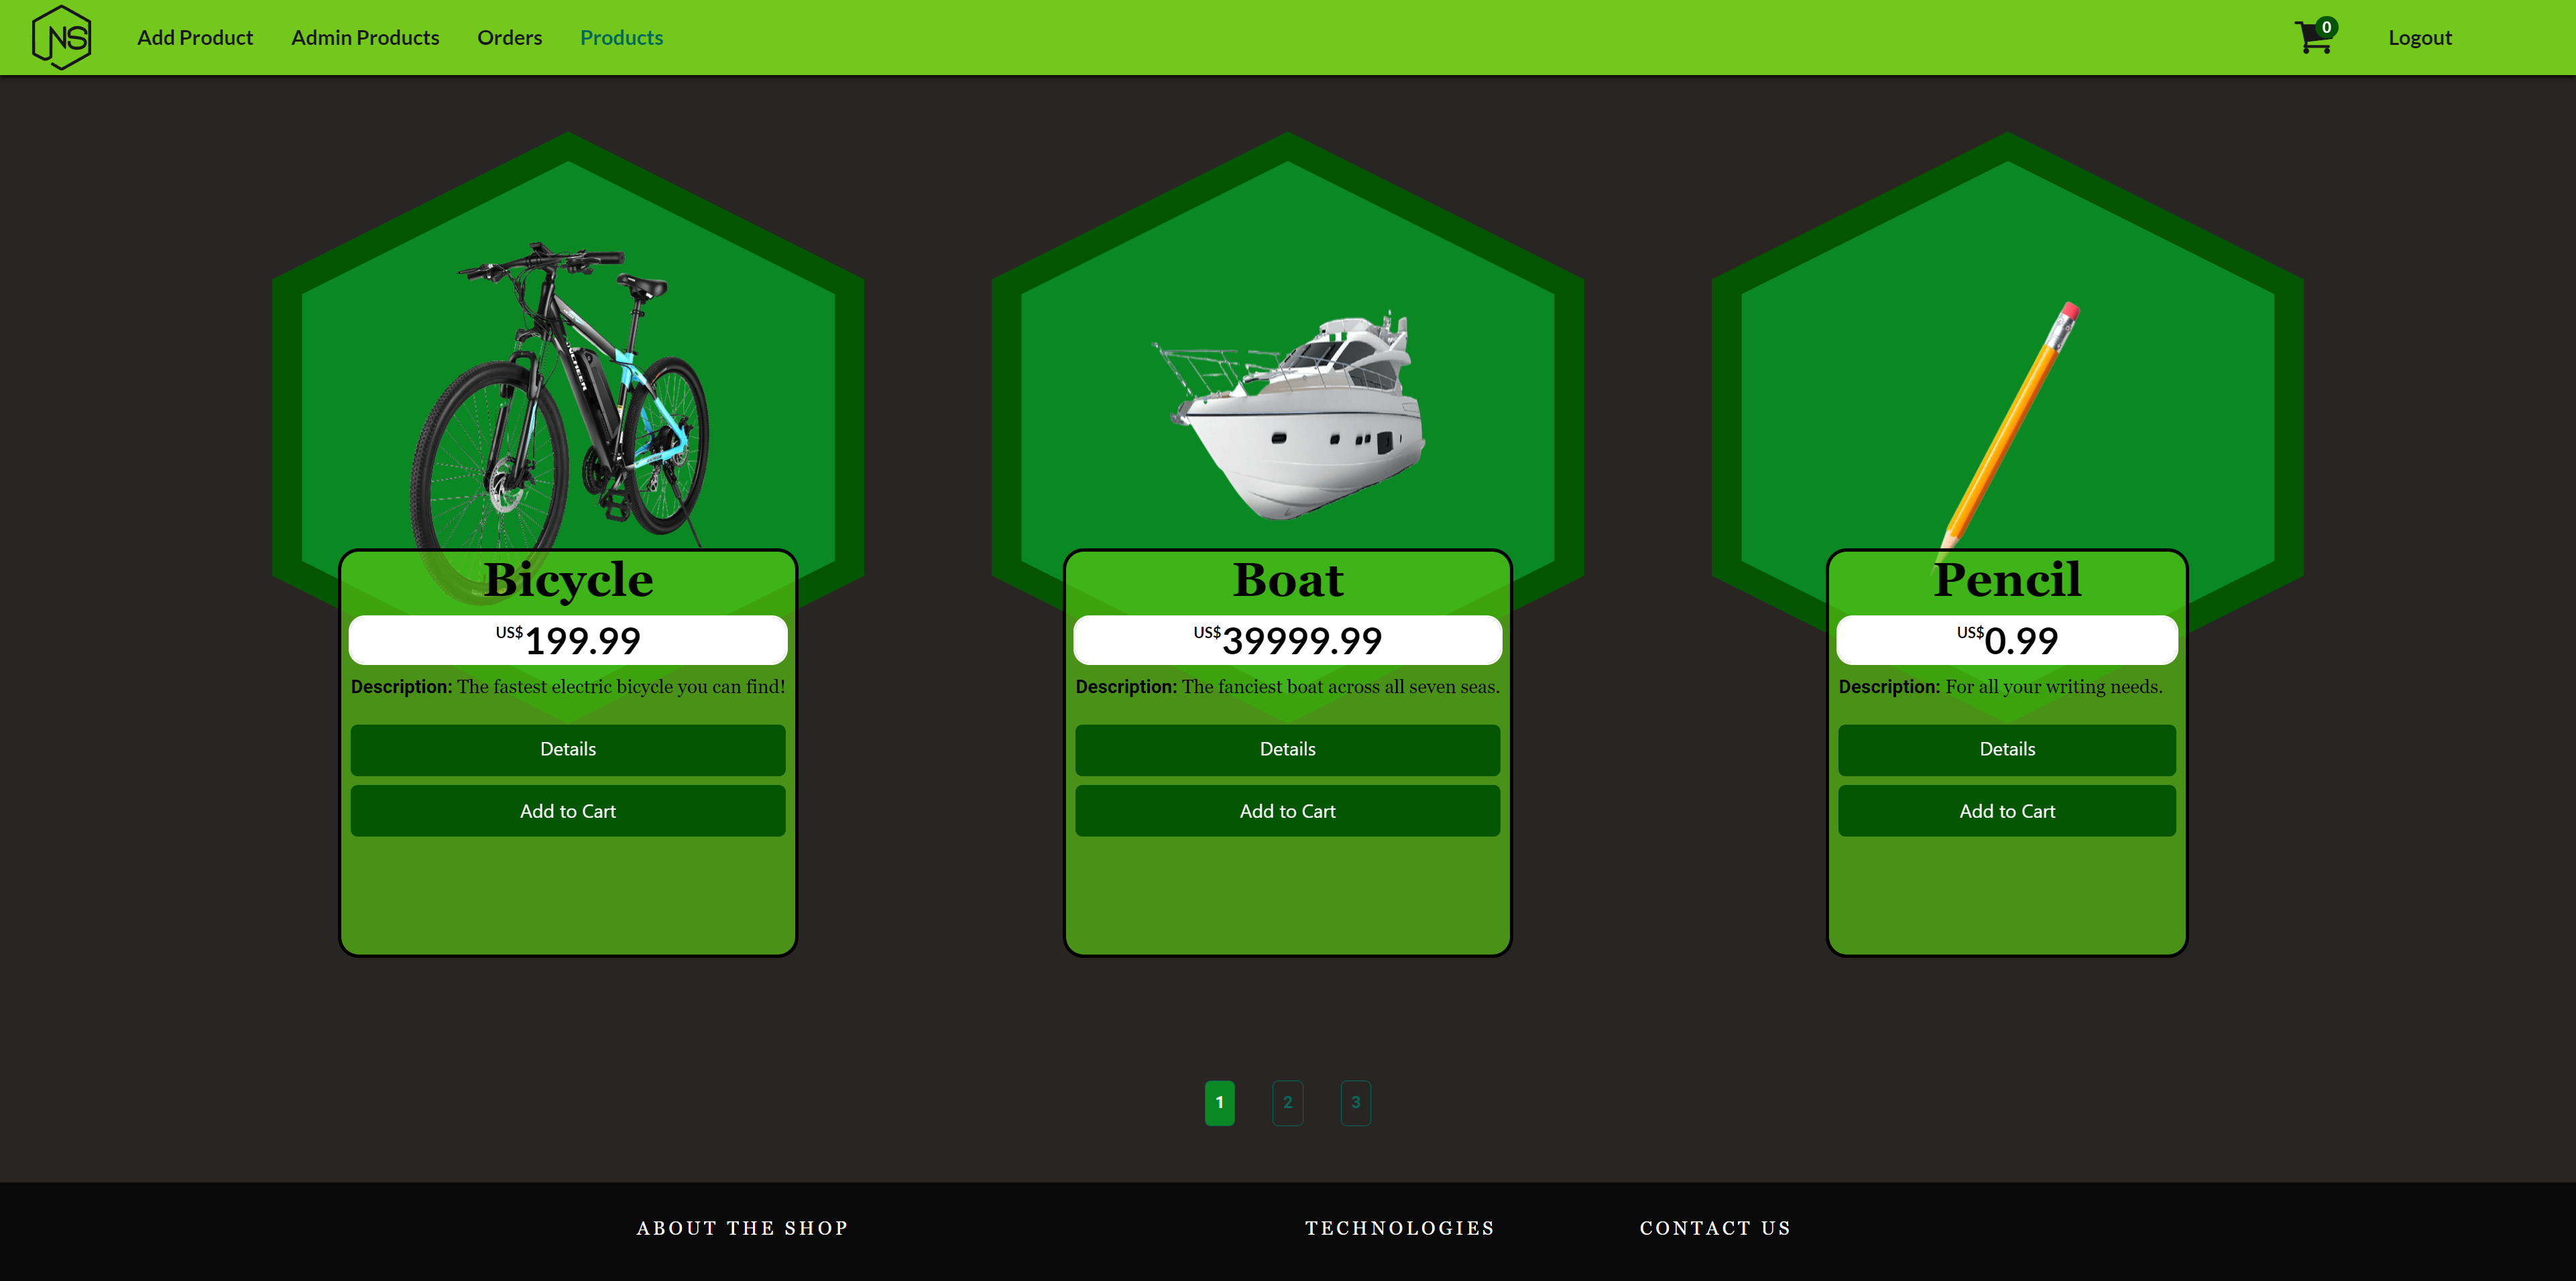 NS Add Product Admin Products Orders Products 0 Logout
Bicycle
US$199.99
Description: The fastest electric bicycle you can find!
Details
Add to Cart
Boat
US$39999.99
Description: The fanciest boat across all seven seas.
Details
Add to Cart
Pencil
US$0.99
Description: For all your writing needs.
Details
Add to Cart
1 2 3
ABOUT THE SHOP TECHNOLOGIES CONTACT US